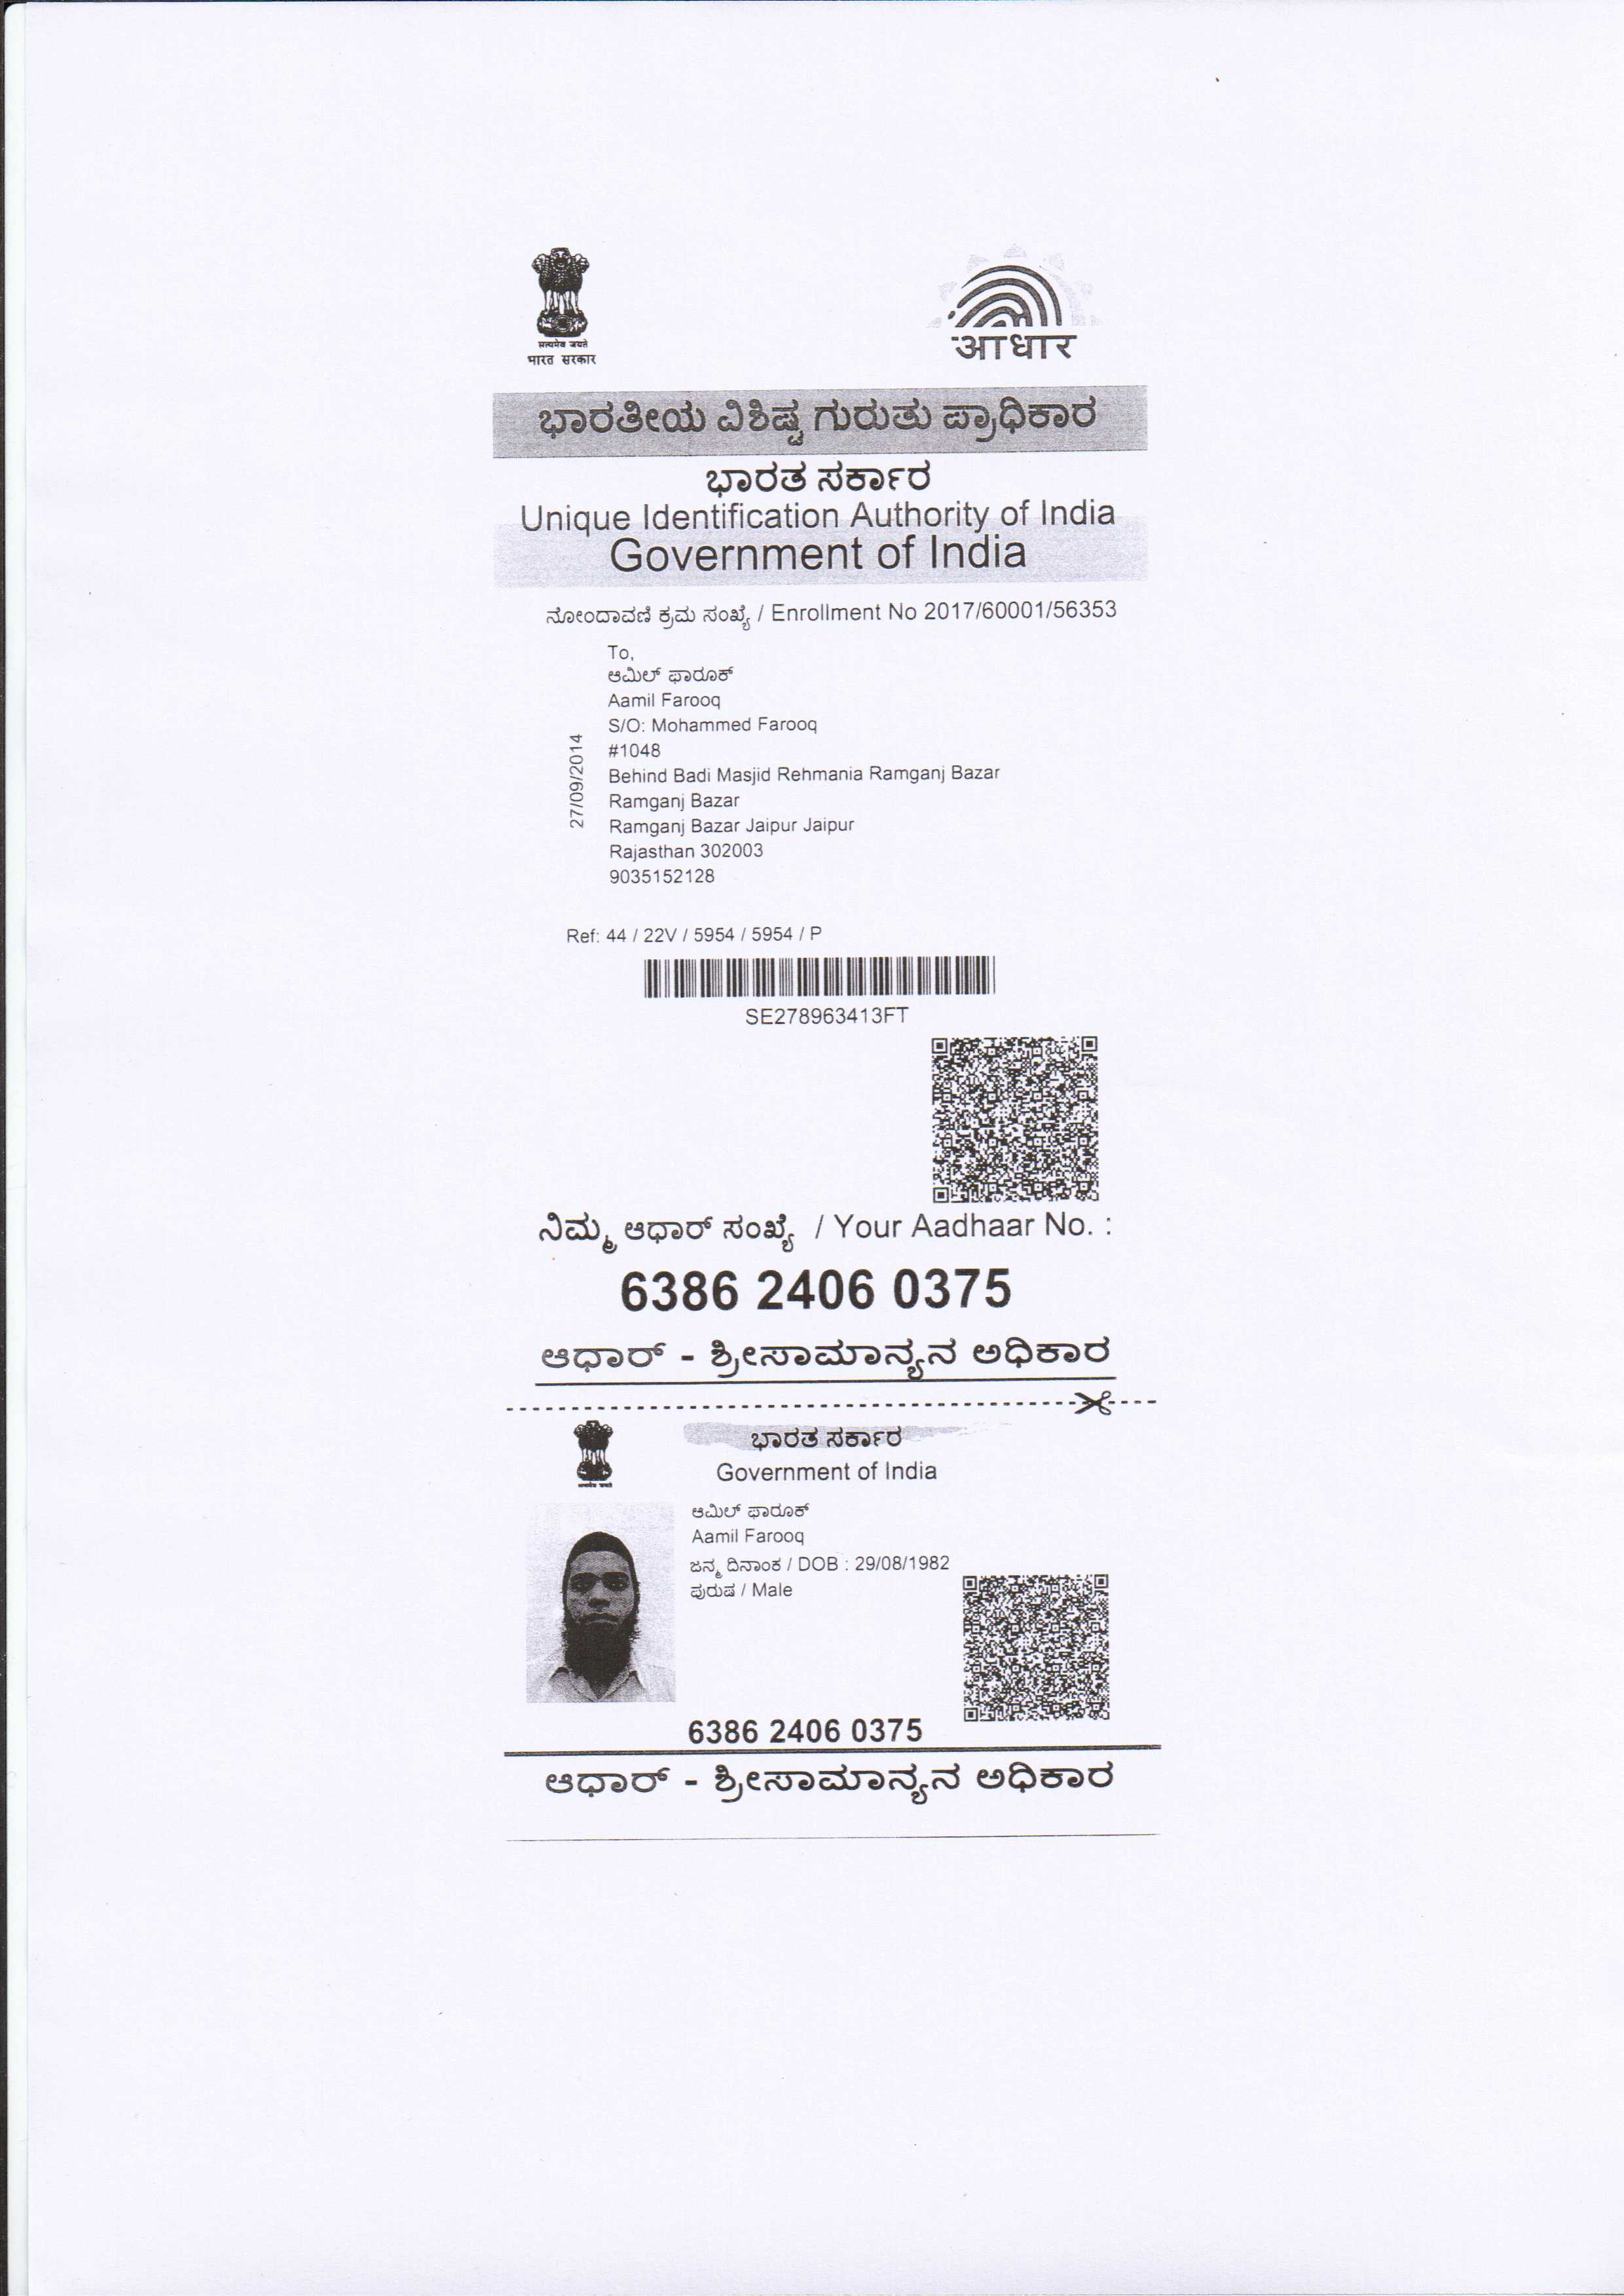 सत्यमेव जयते
भारत सरकार
आधार
ಭಾರತೀಯ ವಿಶಿಷ್ಟ ಗುರುತು ಪ್ರಾಧಿಕಾರ
ಭಾರತ ಸರ್ಕಾರ
Unique Identification Authority of India
Government of India
ನೋಂದಾವಣಿ ಕ್ರಮ ಸಂಖ್ಯೆ / Enrollment No 2017/60001/56353
To,
ಆಮಿಲ್ ಫಾರೂಕ್
Aamil Farooq
S/O: Mohammed Farooq
#1048
Behind Badi Masjid Rehmania Ramganj Bazar
Ramganj Bazar
Ramganj Bazar Jaipur Jaipur
Rajasthan 302003
9035152128
27/09/2014
Ref: 44 / 22V / 5954 / 5954 / P
SE278963413FT
ನಿಮ್ಮ ಆಧಾರ್ ಸಂಖ್ಯೆ / Your Aadhaar No. :
6386 2406 0375
ಆಧಾರ್ - ಶ್ರೀಸಾಮಾನ್ಯನ ಅಧಿಕಾರ
ಭಾರತ ಸರ್ಕಾರ
Government of India
सत्यमेव जयते
ಆಮಿಲ್ ಫಾರೂಕ್
Aamil Farooq
ಜನ್ಮ ದಿನಾಂಕ / DOB : 29/08/1982
ಪುರುಷ / Male
6386 2406 0375
ಆಧಾರ್ - ಶ್ರೀಸಾಮಾನ್ಯನ ಅಧಿಕಾರ